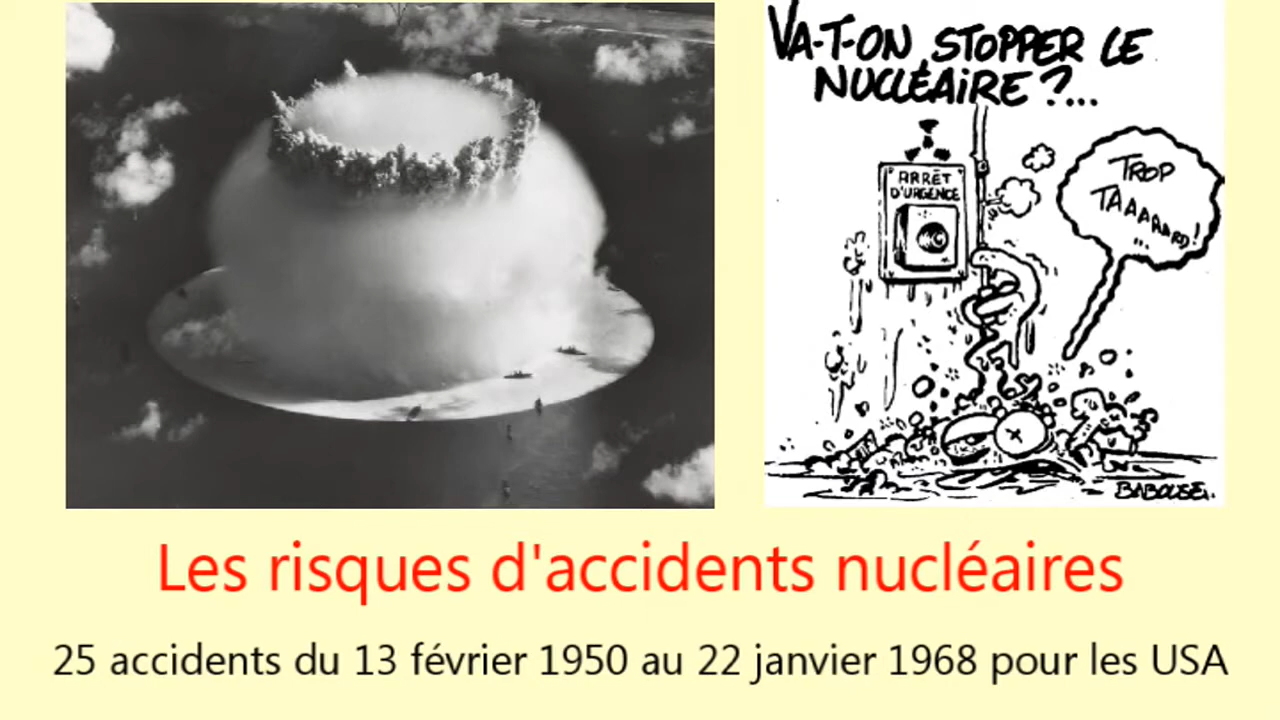 VA-T-ON STOPPER LE
NUCLÉAIRE ?...
ARRÊT
D'URGENCE
TROP
TAAAAARD!
...
BABOUSE.
Les risques d'accidents nucléaires
25 accidents du 13 février 1950 au 22 janvier 1968 pour les USA